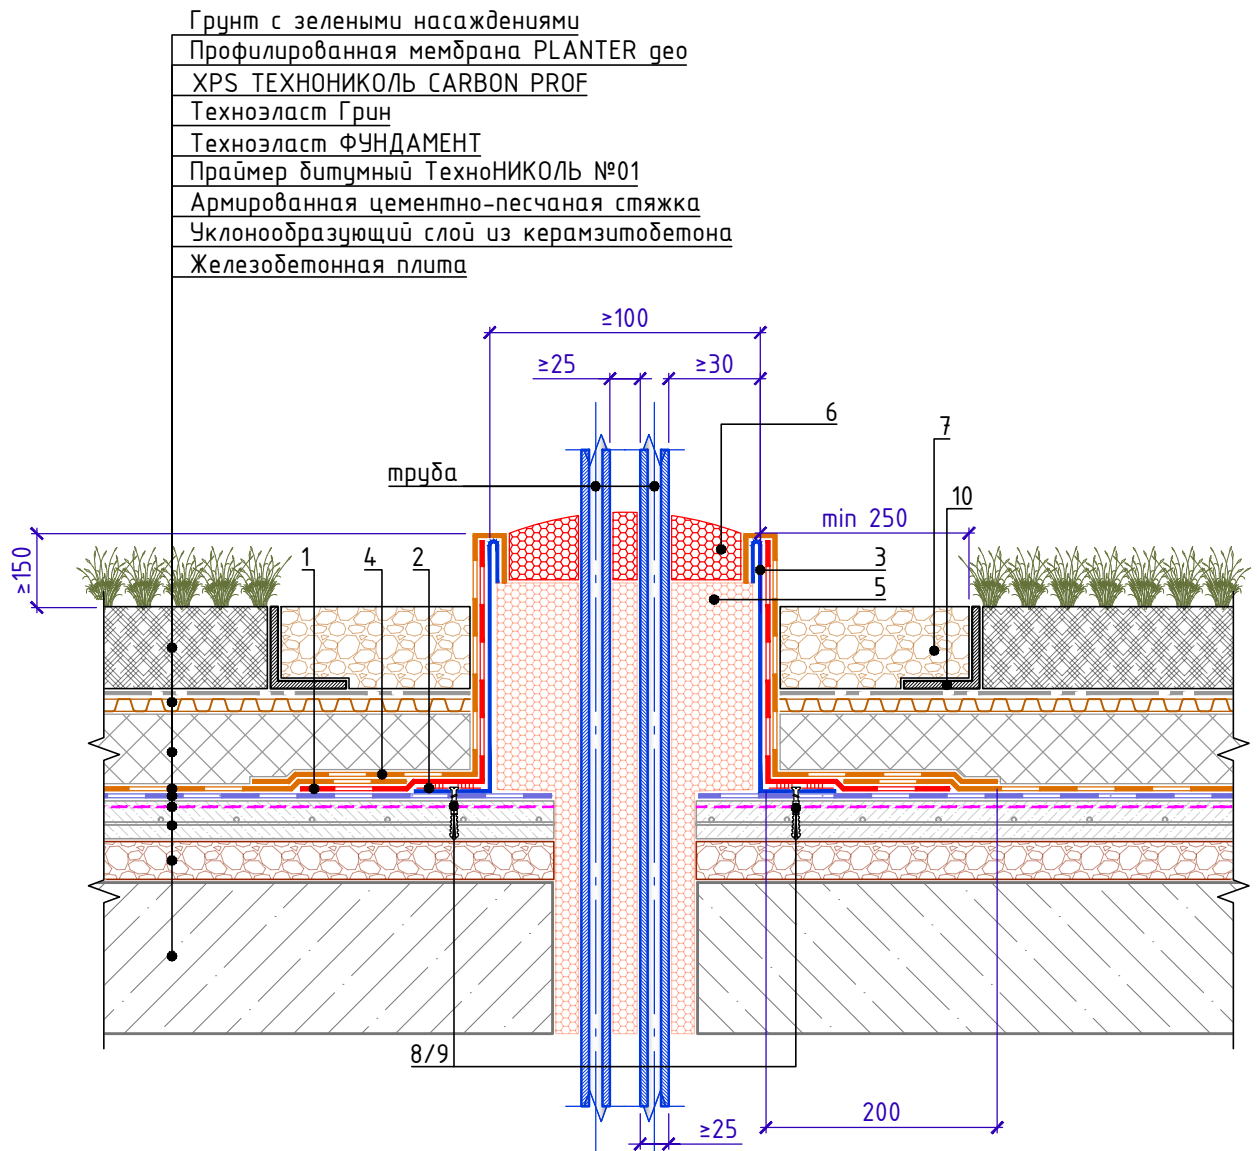 Грунт с зелеными насаждениями
Профилированная мембрана PLANTER geo
XPS ТЕХНОНИКОЛЬ CARBON PROF
Техноэласт Грин
Техноэласт ФУНДАМЕНТ
Праймер битумный ТехноНИКОЛЬ №01
Армированная цементно-песчаная стяжка
Уклонообразующий слой из керамзитобетона
Железобетонная плита
≥100
≥25
≥30
6
7
труба
10
min 250
≥150
1
4
2
3
5
8/9
200
≥25